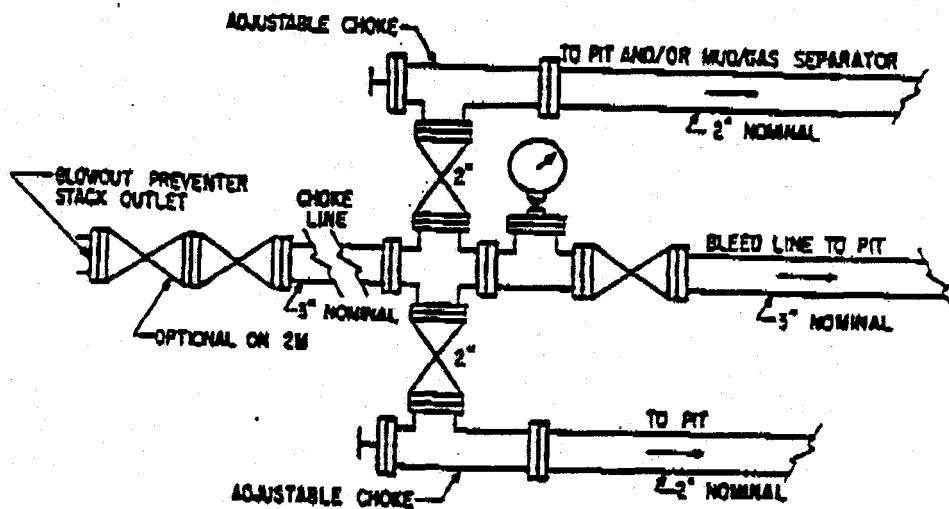 ADJUSTABLE CHOKE
TO PIT AND/OR MUD/GAS SEPARATOR
2" NOMINAL
BLOWOUT PREVENTER
STACK OUTLET
2"
CHOKE
LINE
BLEED LINE TO PIT
3" NOMINAL
3" NOMINAL
OPTIONAL ON 2M
2"
TO PIT
ADJUSTABLE CHOKE
2" NOMINAL